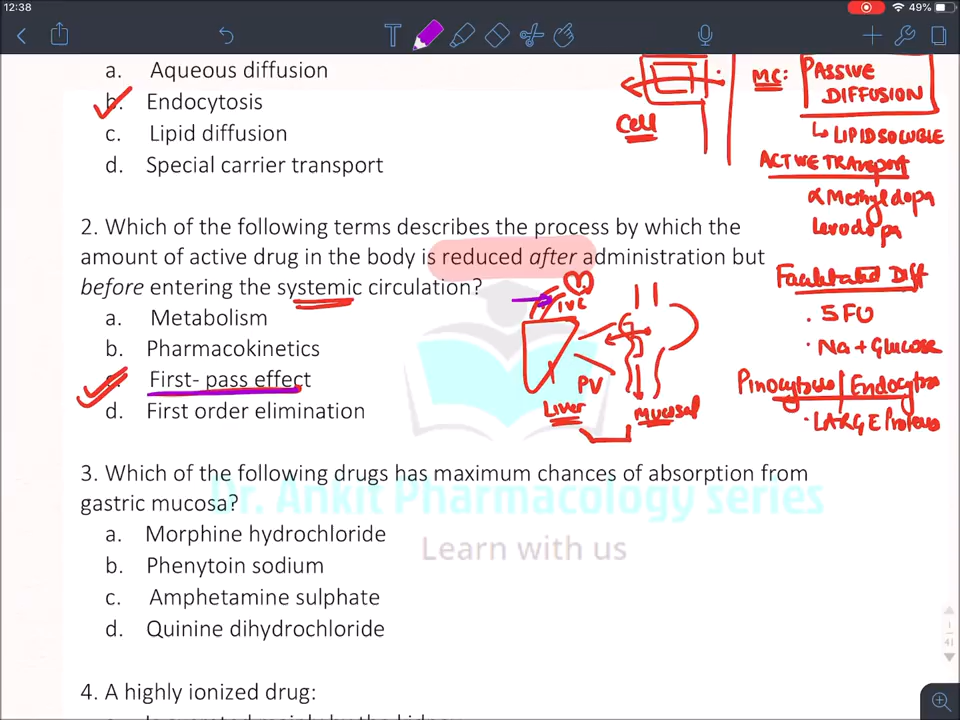 12:38
49%
a. Aqueous diffusion
b. Endocytosis
c. Lipid diffusion
d. Special carrier transport
Cell
MC: PASSIVE
DIFFUSION
LIPID SOLUBLE
ACTIVE TRANSPORT
α Methyl dopa
Levodopa
Facilitated Diff
· 5FU
· Na + Glucose
Pinocytosis / Endocytosis
· LARGE Proteins
2. Which of the following terms describes the process by which the
amount of active drug in the body is reduced after administration but
before entering the systemic circulation?
a. Metabolism
b. Pharmacokinetics
c. First- pass effect
d. First order elimination
IVC
G
PV
Liver
Mucosal
3. Which of the following drugs has maximum chances of absorption from
gastric mucosa?
a. Morphine hydrochloride
b. Phenytoin sodium
c. Amphetamine sulphate
d. Quinine dihydrochloride
Dr. Ankit Pharmacology series
Learn with us
4. A highly ionized drug:
1
41